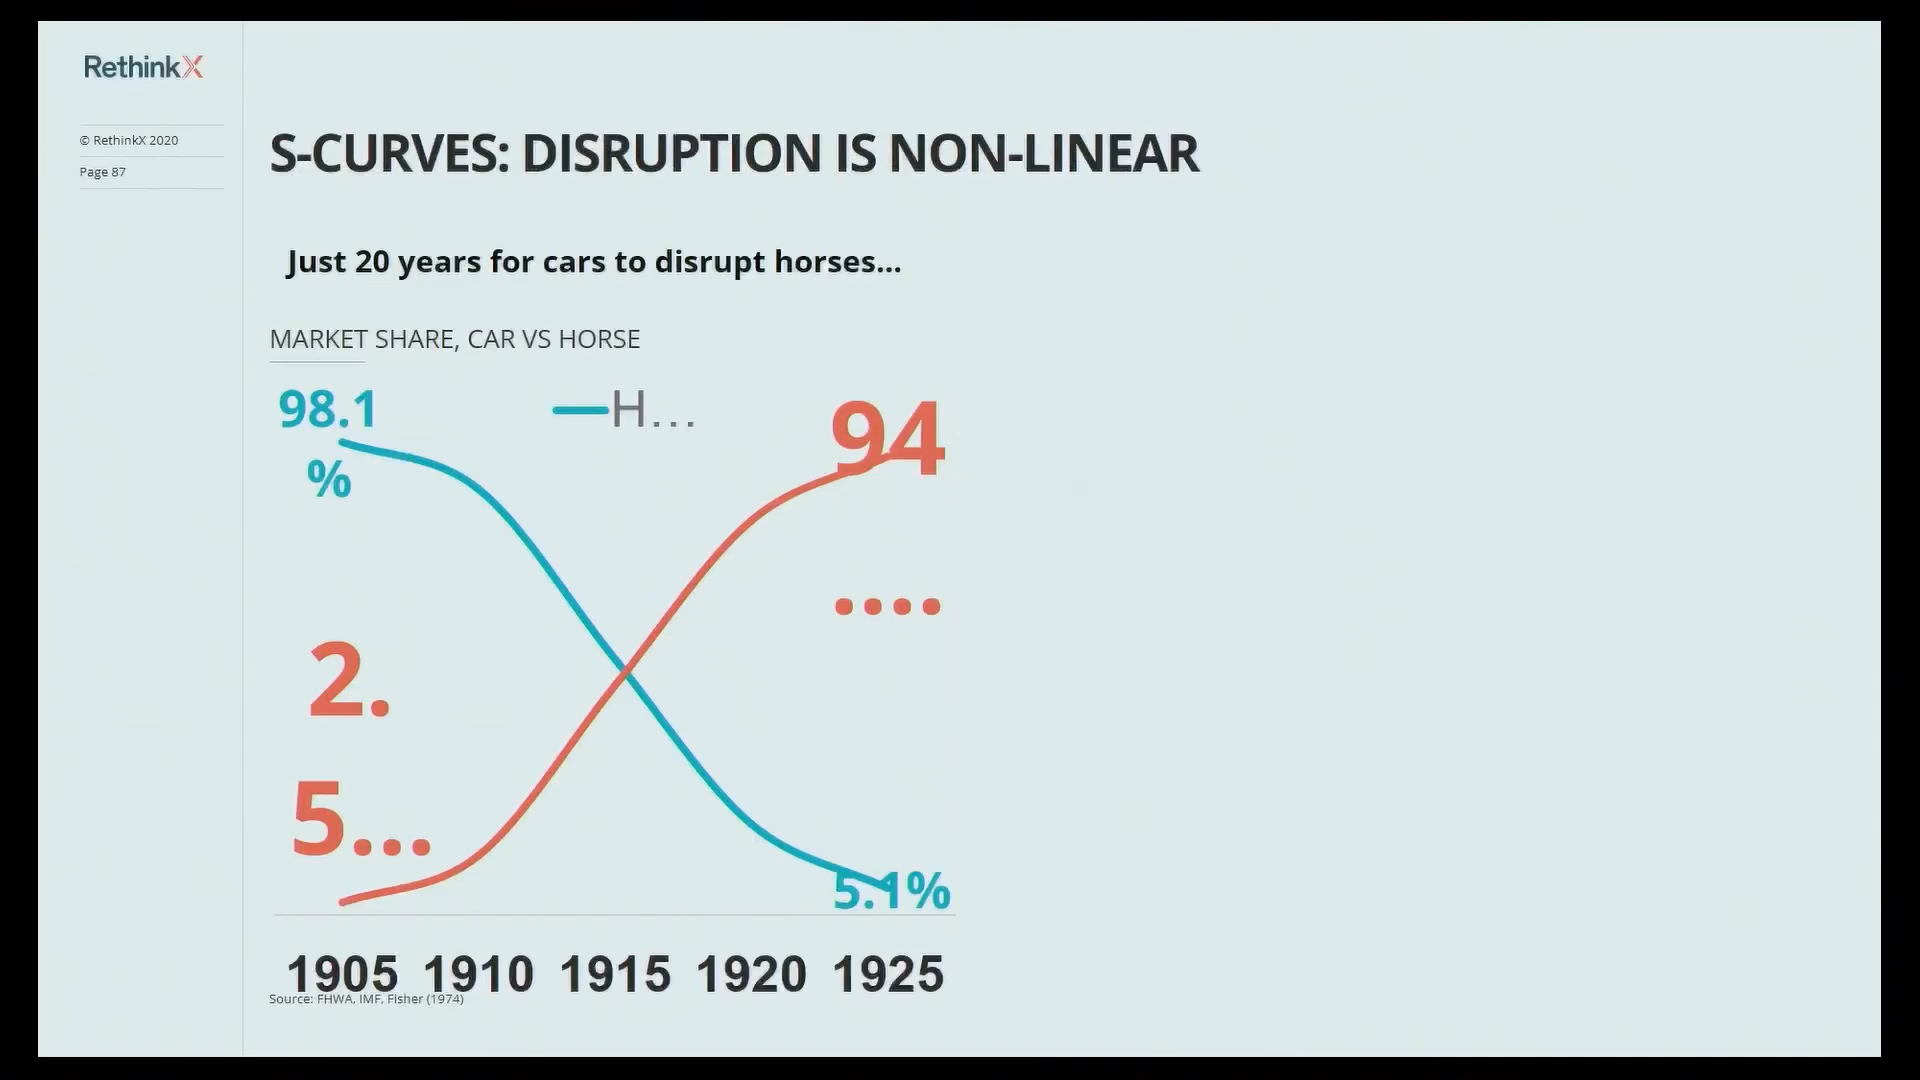 RethinkX
© RethinkX 2020
Page 87
S-CURVES: DISRUPTION IS NON-LINEAR
Just 20 years for cars to disrupt horses...
MARKET SHARE, CAR VS HORSE
98.1
%
H...
94
....
2.
5...
5.1%
1905 1910 1915 1920 1925
Source: FHWA, IMF, Fisher (1974)